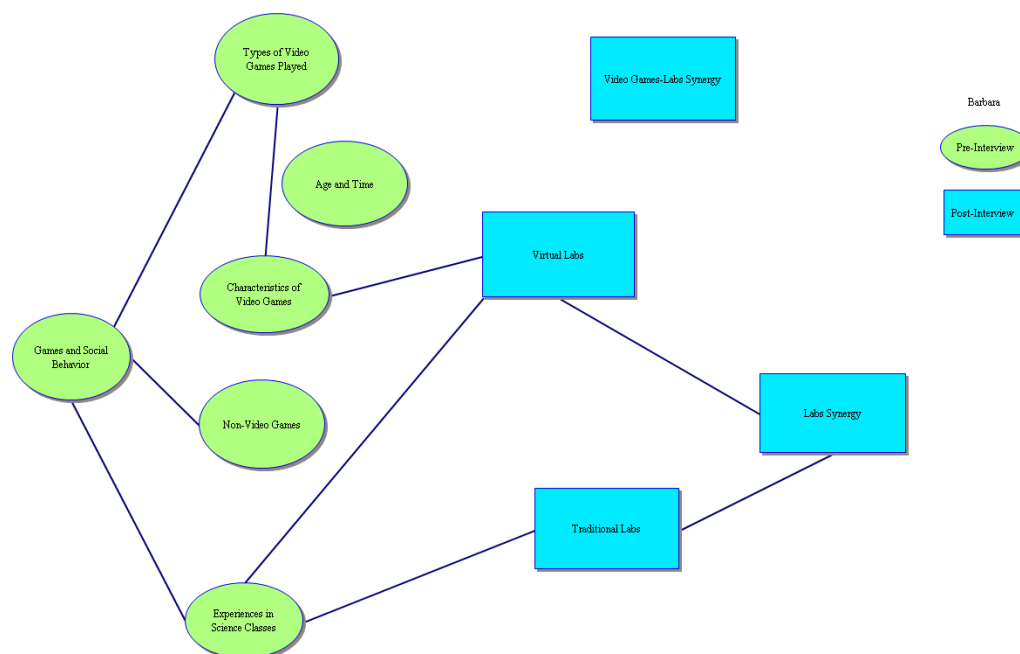 Types of Video
Games Played
Video Games-Labs Synergy
Barbara
Pre-Interview
Age and Time
Post-Interview
Virtual Labs
Characteristics of
Video Games
Games and Social
Behavior
Labs Synergy
Non-Video Games
Traditional Labs
Experiences in
Science Classes